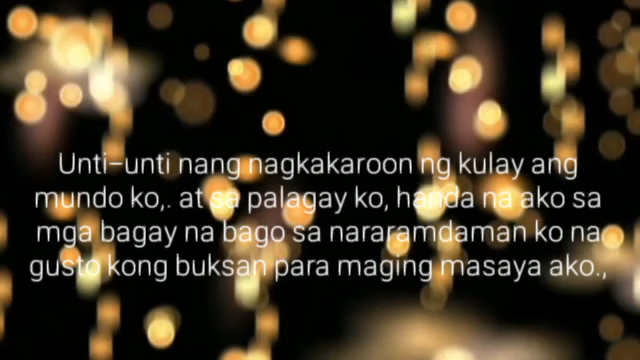 Unti-unti nang nagkakaroon ng kulay ang
mundo ko,. at sa palagay ko, handa na ako sa
mga bagay na bago sa nararamdaman ko na
gusto kong buksan para maging masaya ako.,